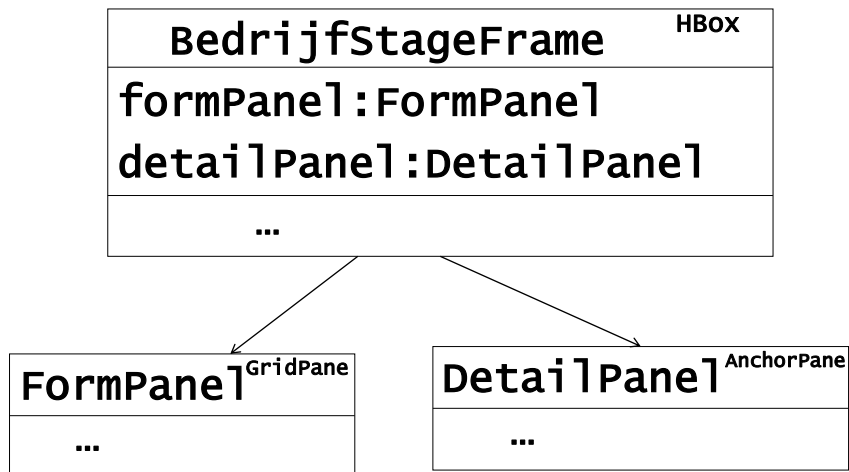 BedrijfStageFrame HBox
formPanel:FormPanel
detailPanel:DetailPanel
…
FormPanel GridPane
…
DetailPanel AnchorPane
…